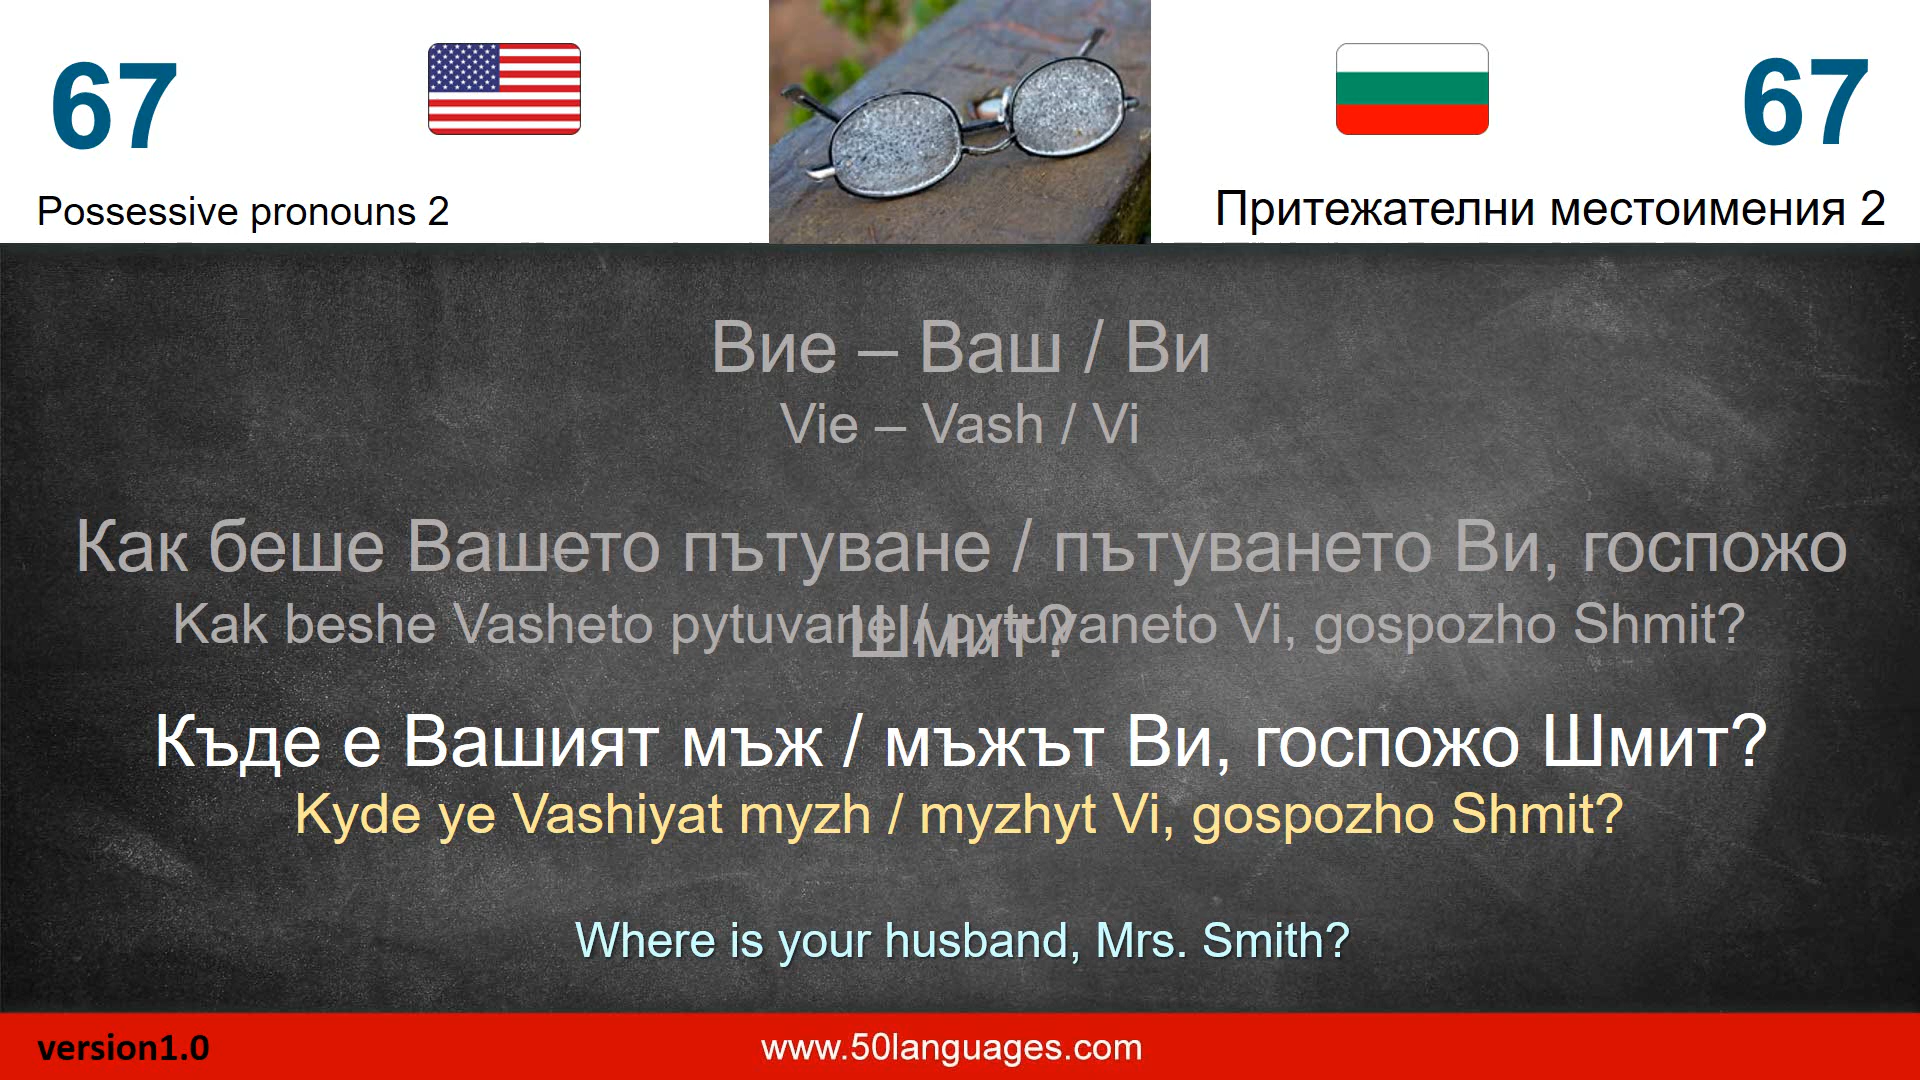 67
67
Possessive pronouns 2
Притежателни местоимения 2
Вие – Ваш / Ви
Vie – Vash / Vi
Как беше Вашето пътуване / пътуването Ви, госпожо
Шмит?
Kak beshe Vasheto pytuvane / pytuvaneto Vi, gospozho Shmit?
Къде е Вашият мъж / мъжът Ви, госпожо Шмит?
Kyde ye Vashiyat myzh / myzhyt Vi, gospozho Shmit?
Where is your husband, Mrs. Smith?
version1.0
www.50languages.com